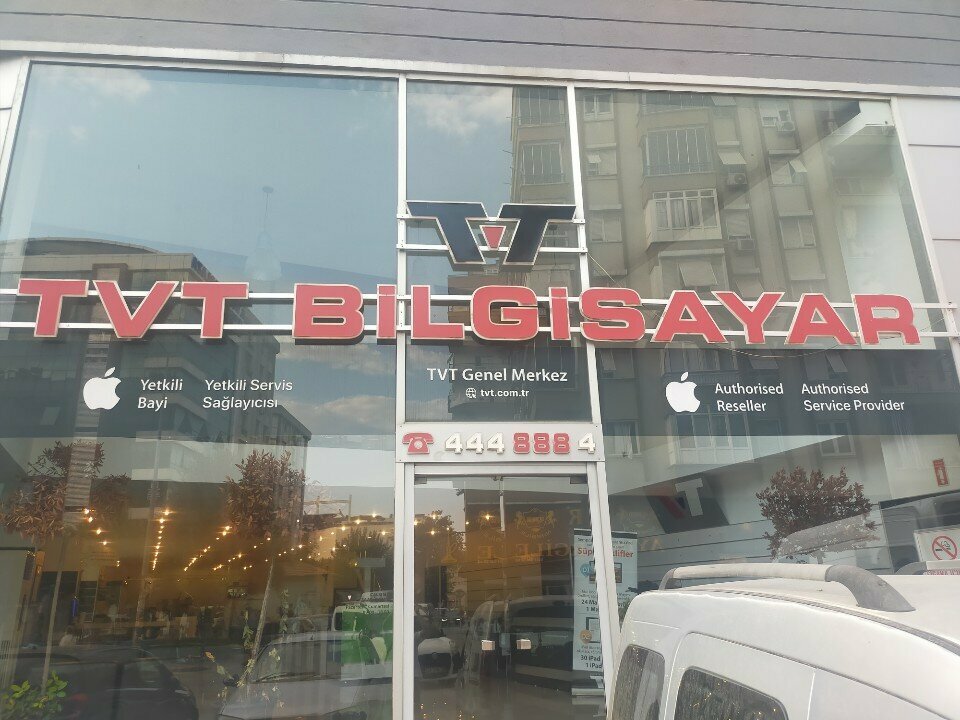 TVT
TVT BİLGİSAYAR
Yetkili Bayi
Yetkili Servis Sağlayıcısı
TVT Genel Merkez
tvt.com.tr
Authorised Reseller
Authorised Service Provider
444 888 4